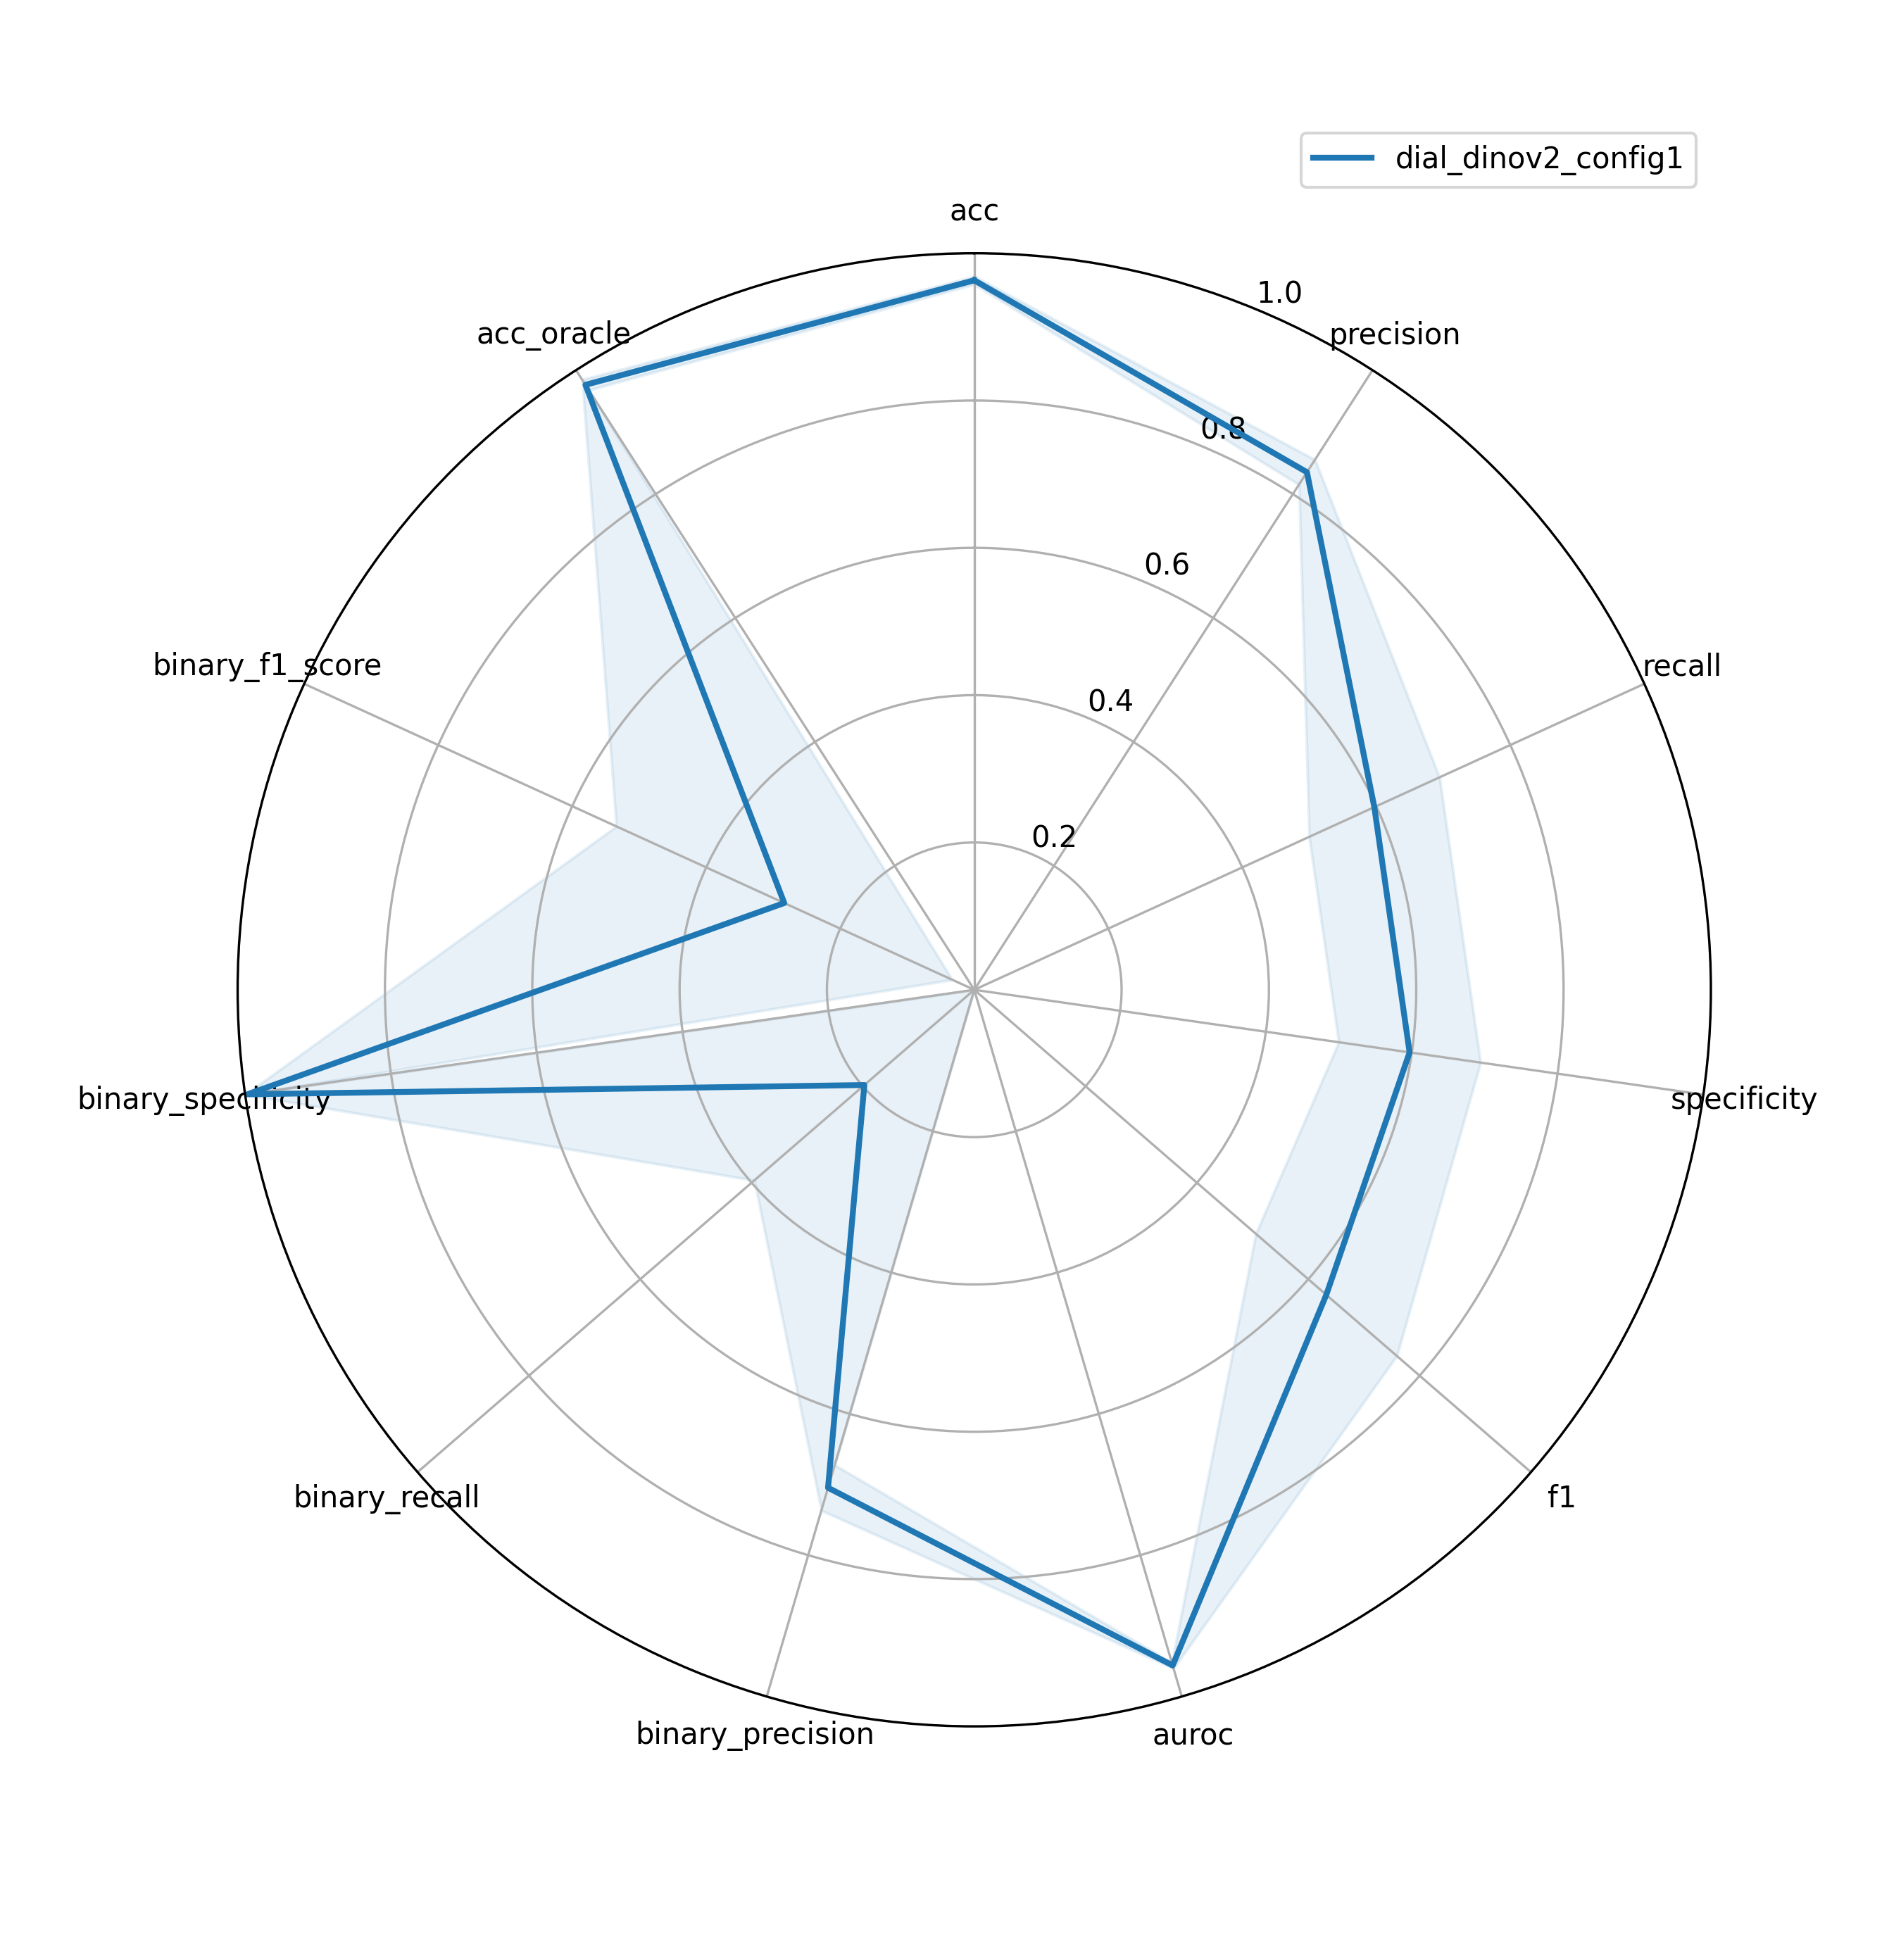 dial_dinov2_config1
acc
1.0
acc_oracle
precision
0.8
0.6
binary_f1_score
recall
0.4
0.2
binary_specificity
specificity
binary_recall
f1
binary_precision
auroc